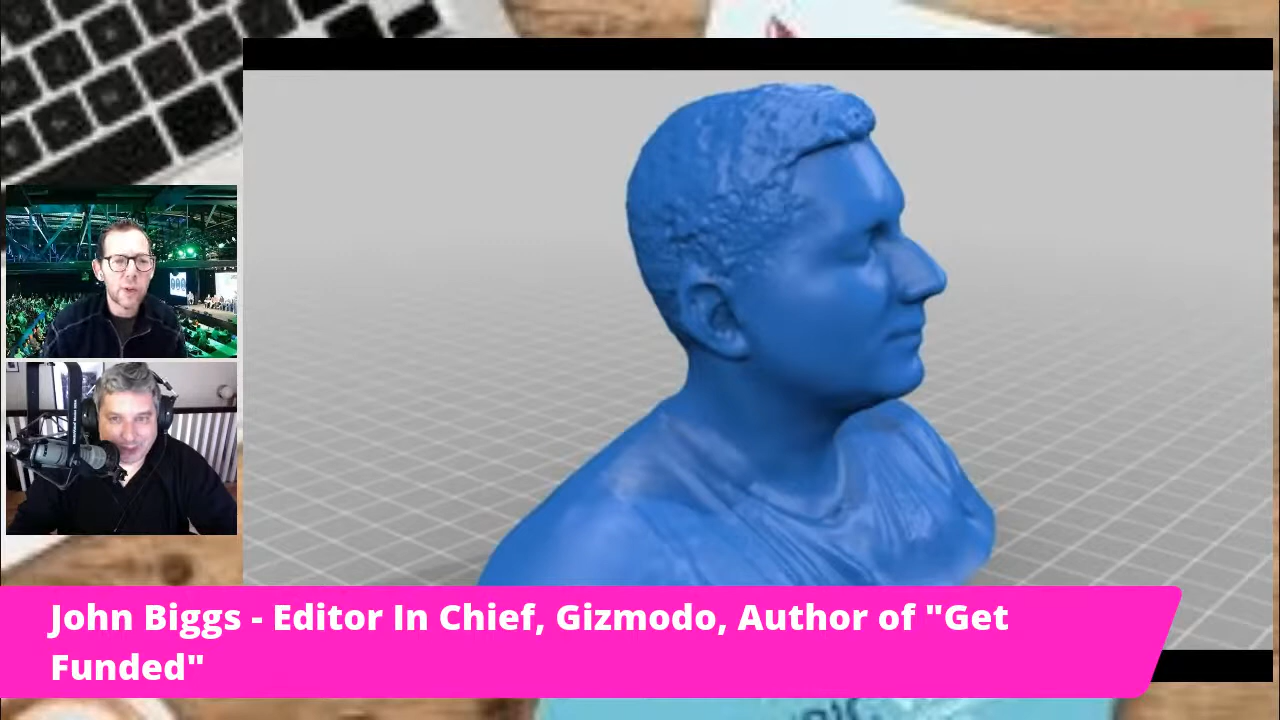 John Biggs - Editor In Chief, Gizmodo, Author of "Get
Funded"